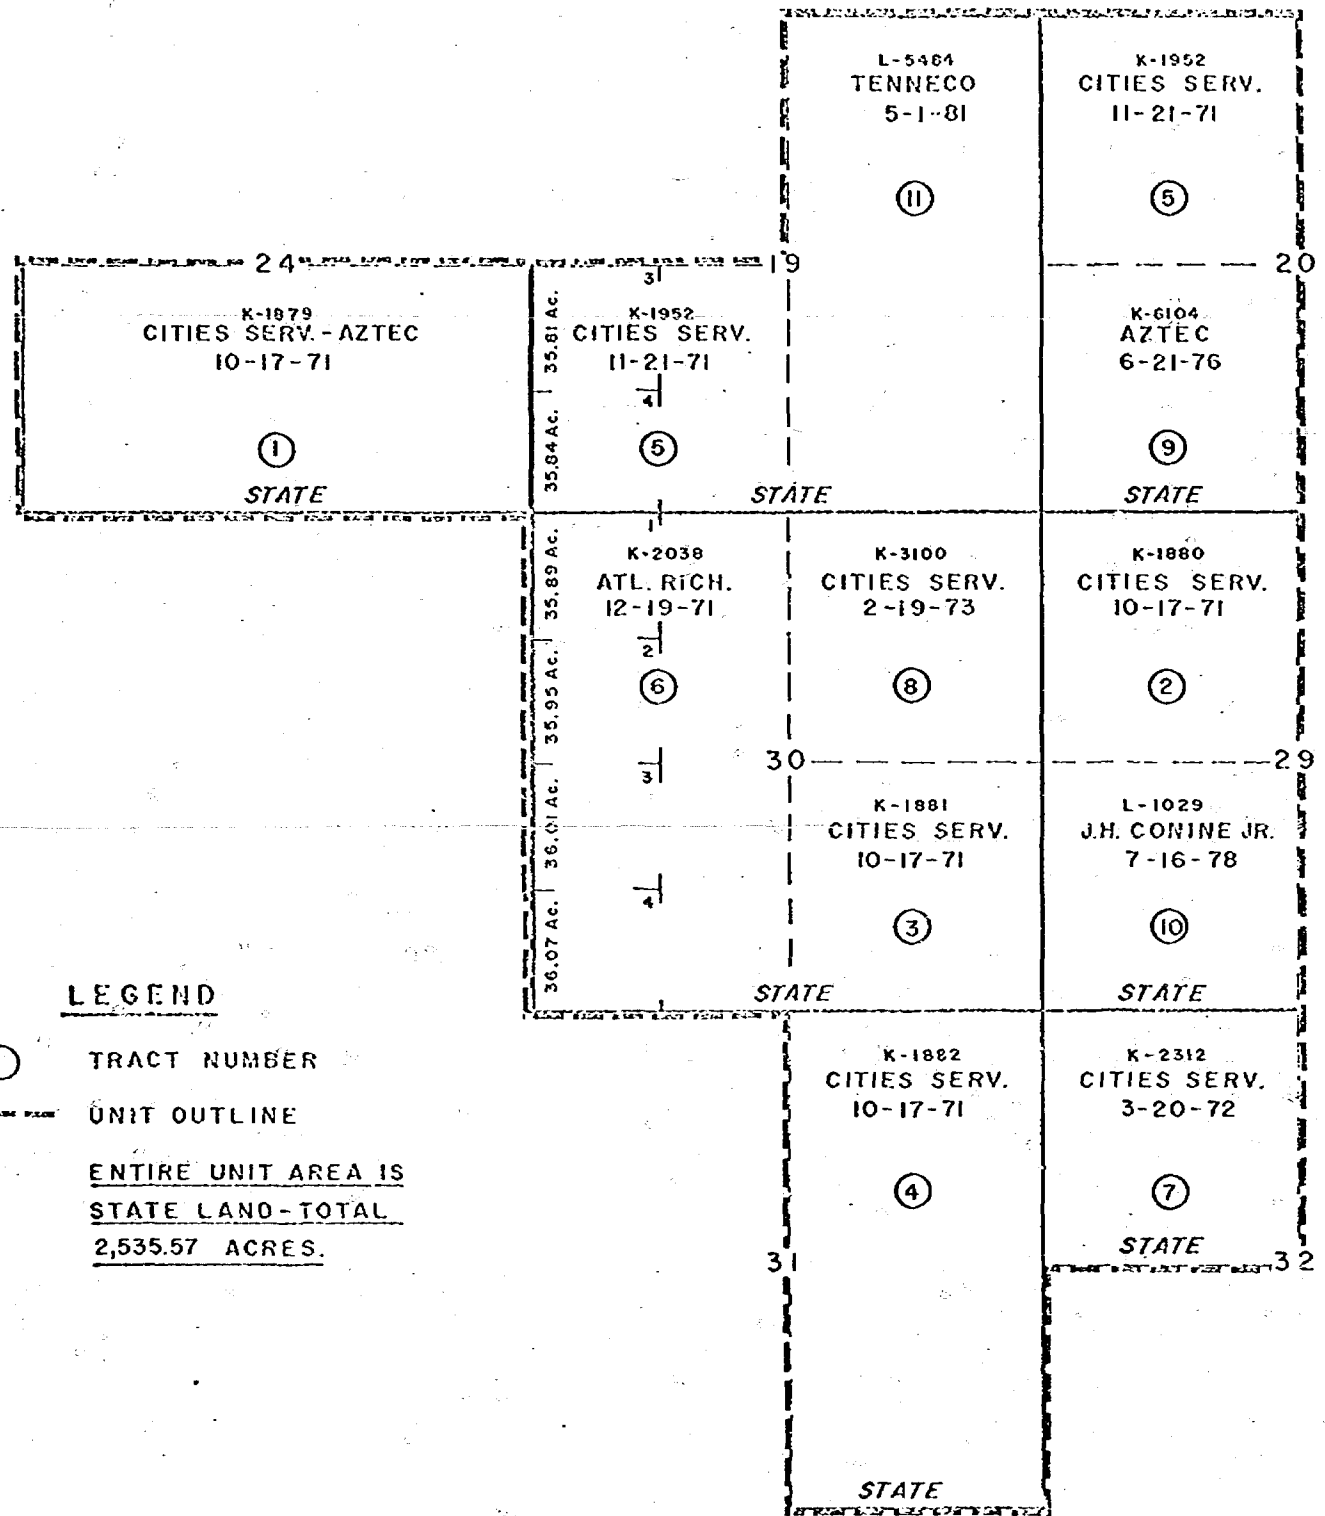 L-5484
TENNECO
5-1-81
11
K-1952
CITIES SERV.
11-21-71
5
24
19
20
K-1879
CITIES SERV.-AZTEC
10-17-71
1
STATE
3
35.81 Ac.
K-1952
CITIES SERV.
11-21-71
4
35.84 Ac.
5
STATE
K-6104
AZTEC
6-21-76
9
STATE
1
35.89 Ac.
K-2038
ATL. RICH.
12-19-71
2
35.95 Ac.
6
3
36.01 Ac.
4
36.07 Ac.
K-3100
CITIES SERV.
2-19-73
8
K-1880
CITIES SERV.
10-17-71
2
30
29
K-1881
CITIES SERV.
10-17-71
3
STATE
L-1029
J.H. CONINE JR.
7-16-78
10
STATE
K-1882
CITIES SERV.
10-17-71
4
K-2312
CITIES SERV.
3-20-72
7
STATE
31
32
STATE
LEGEND
TRACT NUMBER
UNIT OUTLINE
ENTIRE UNIT AREA IS
STATE LAND-TOTAL
2,535.57 ACRES.